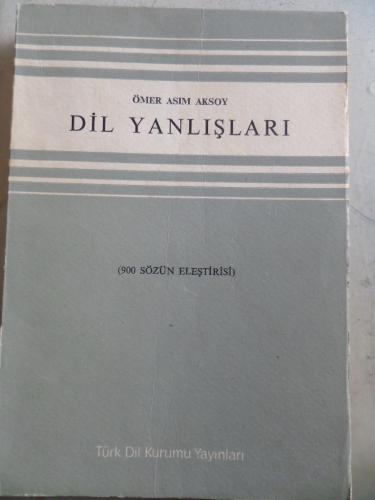 ÖMER ASIM AKSOY
DİL YANLIŞLARI
(900 SÖZÜN ELEŞTİRİSİ)
Türk Dil Kurumu Yayınları